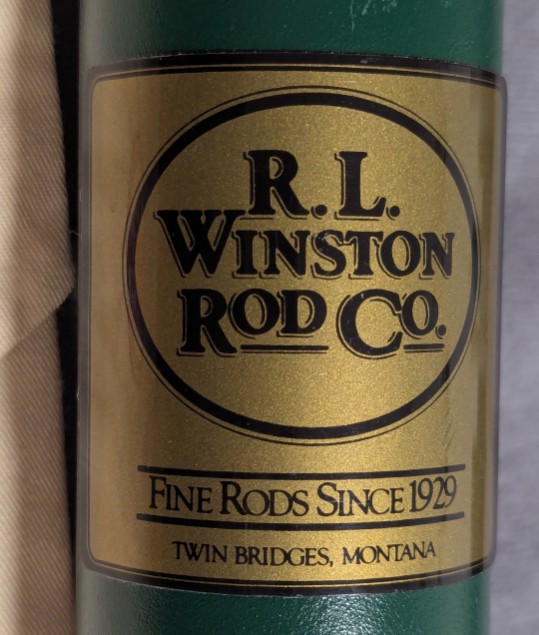 R. L.
WINSTON
ROD CO.
FINE RODS SINCE 1929
TWIN BRIDGES, MONTANA